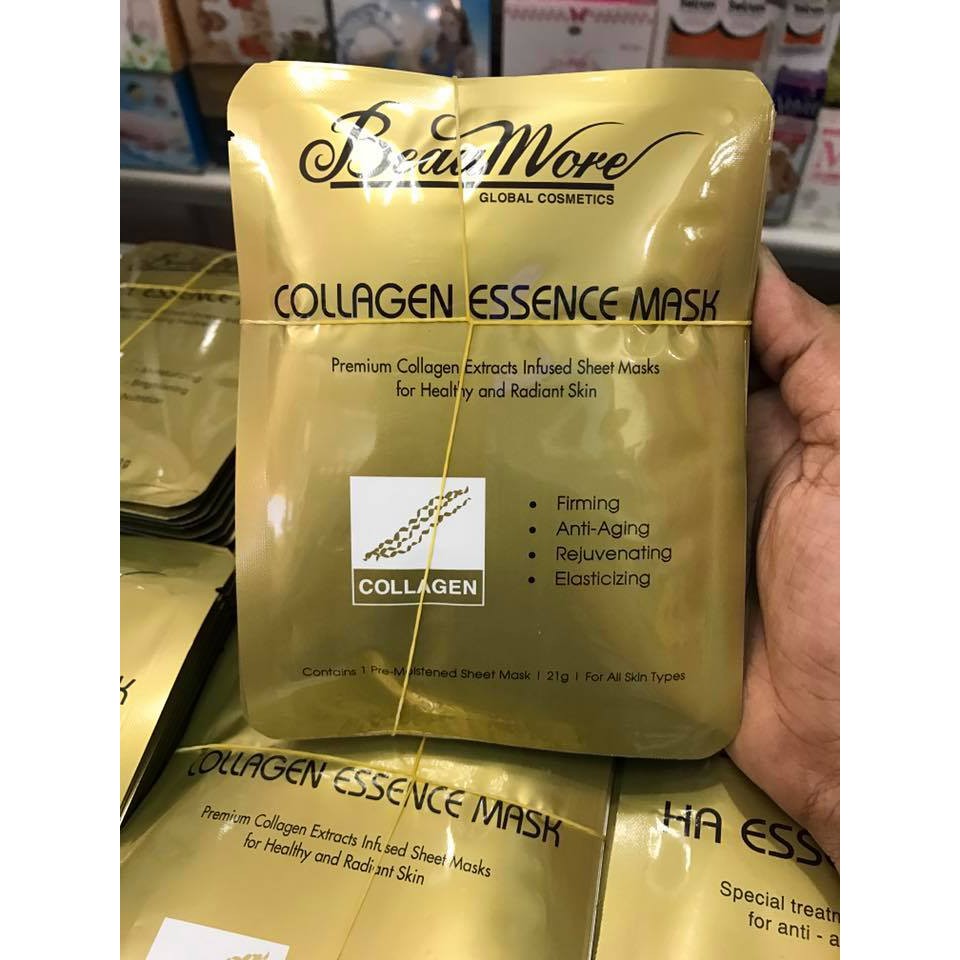 BeauMore
GLOBAL COSMETICS
COLLAGEN ESSENCE MASK
Premium Collagen Extracts Infused Sheet Masks
for Healthy and Radiant Skin
• Firming
• Anti-Aging
• Rejuvenating
• Elasticizing
COLLAGEN
Contains 1 Pre-Moistened Sheet Mask | 21g | For All Skin Types
ESSENCE
COLLAGEN ESSENCE MASK
Premium Collagen Extracts Infused Sheet Masks
for Healthy and Radiant Skin
HA ESS
Special treatm
for anti - a